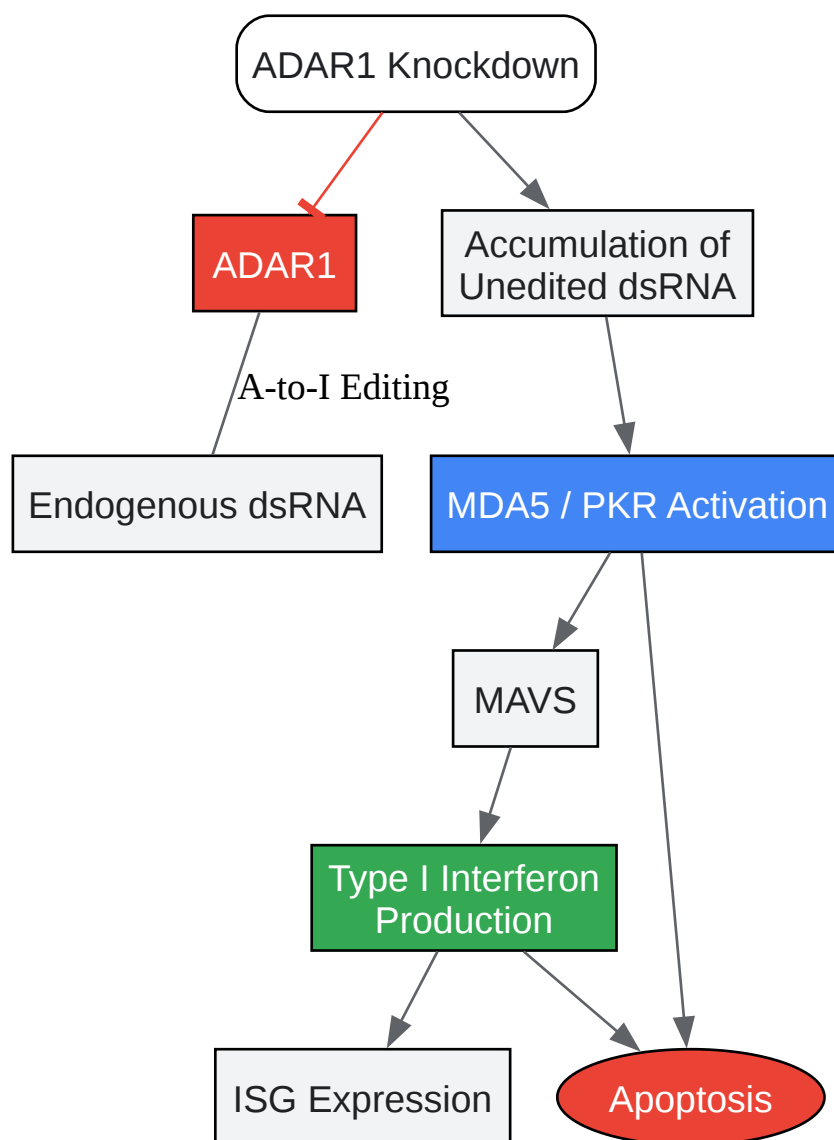 ADAR1 Knockdown
ADAR1
Accumulation of
Unedited dsRNA
A-to-I Editing
Endogenous dsRNA
MDA5 / PKR Activation
MAVS
Type I Interferon
Production
ISG Expression
Apoptosis